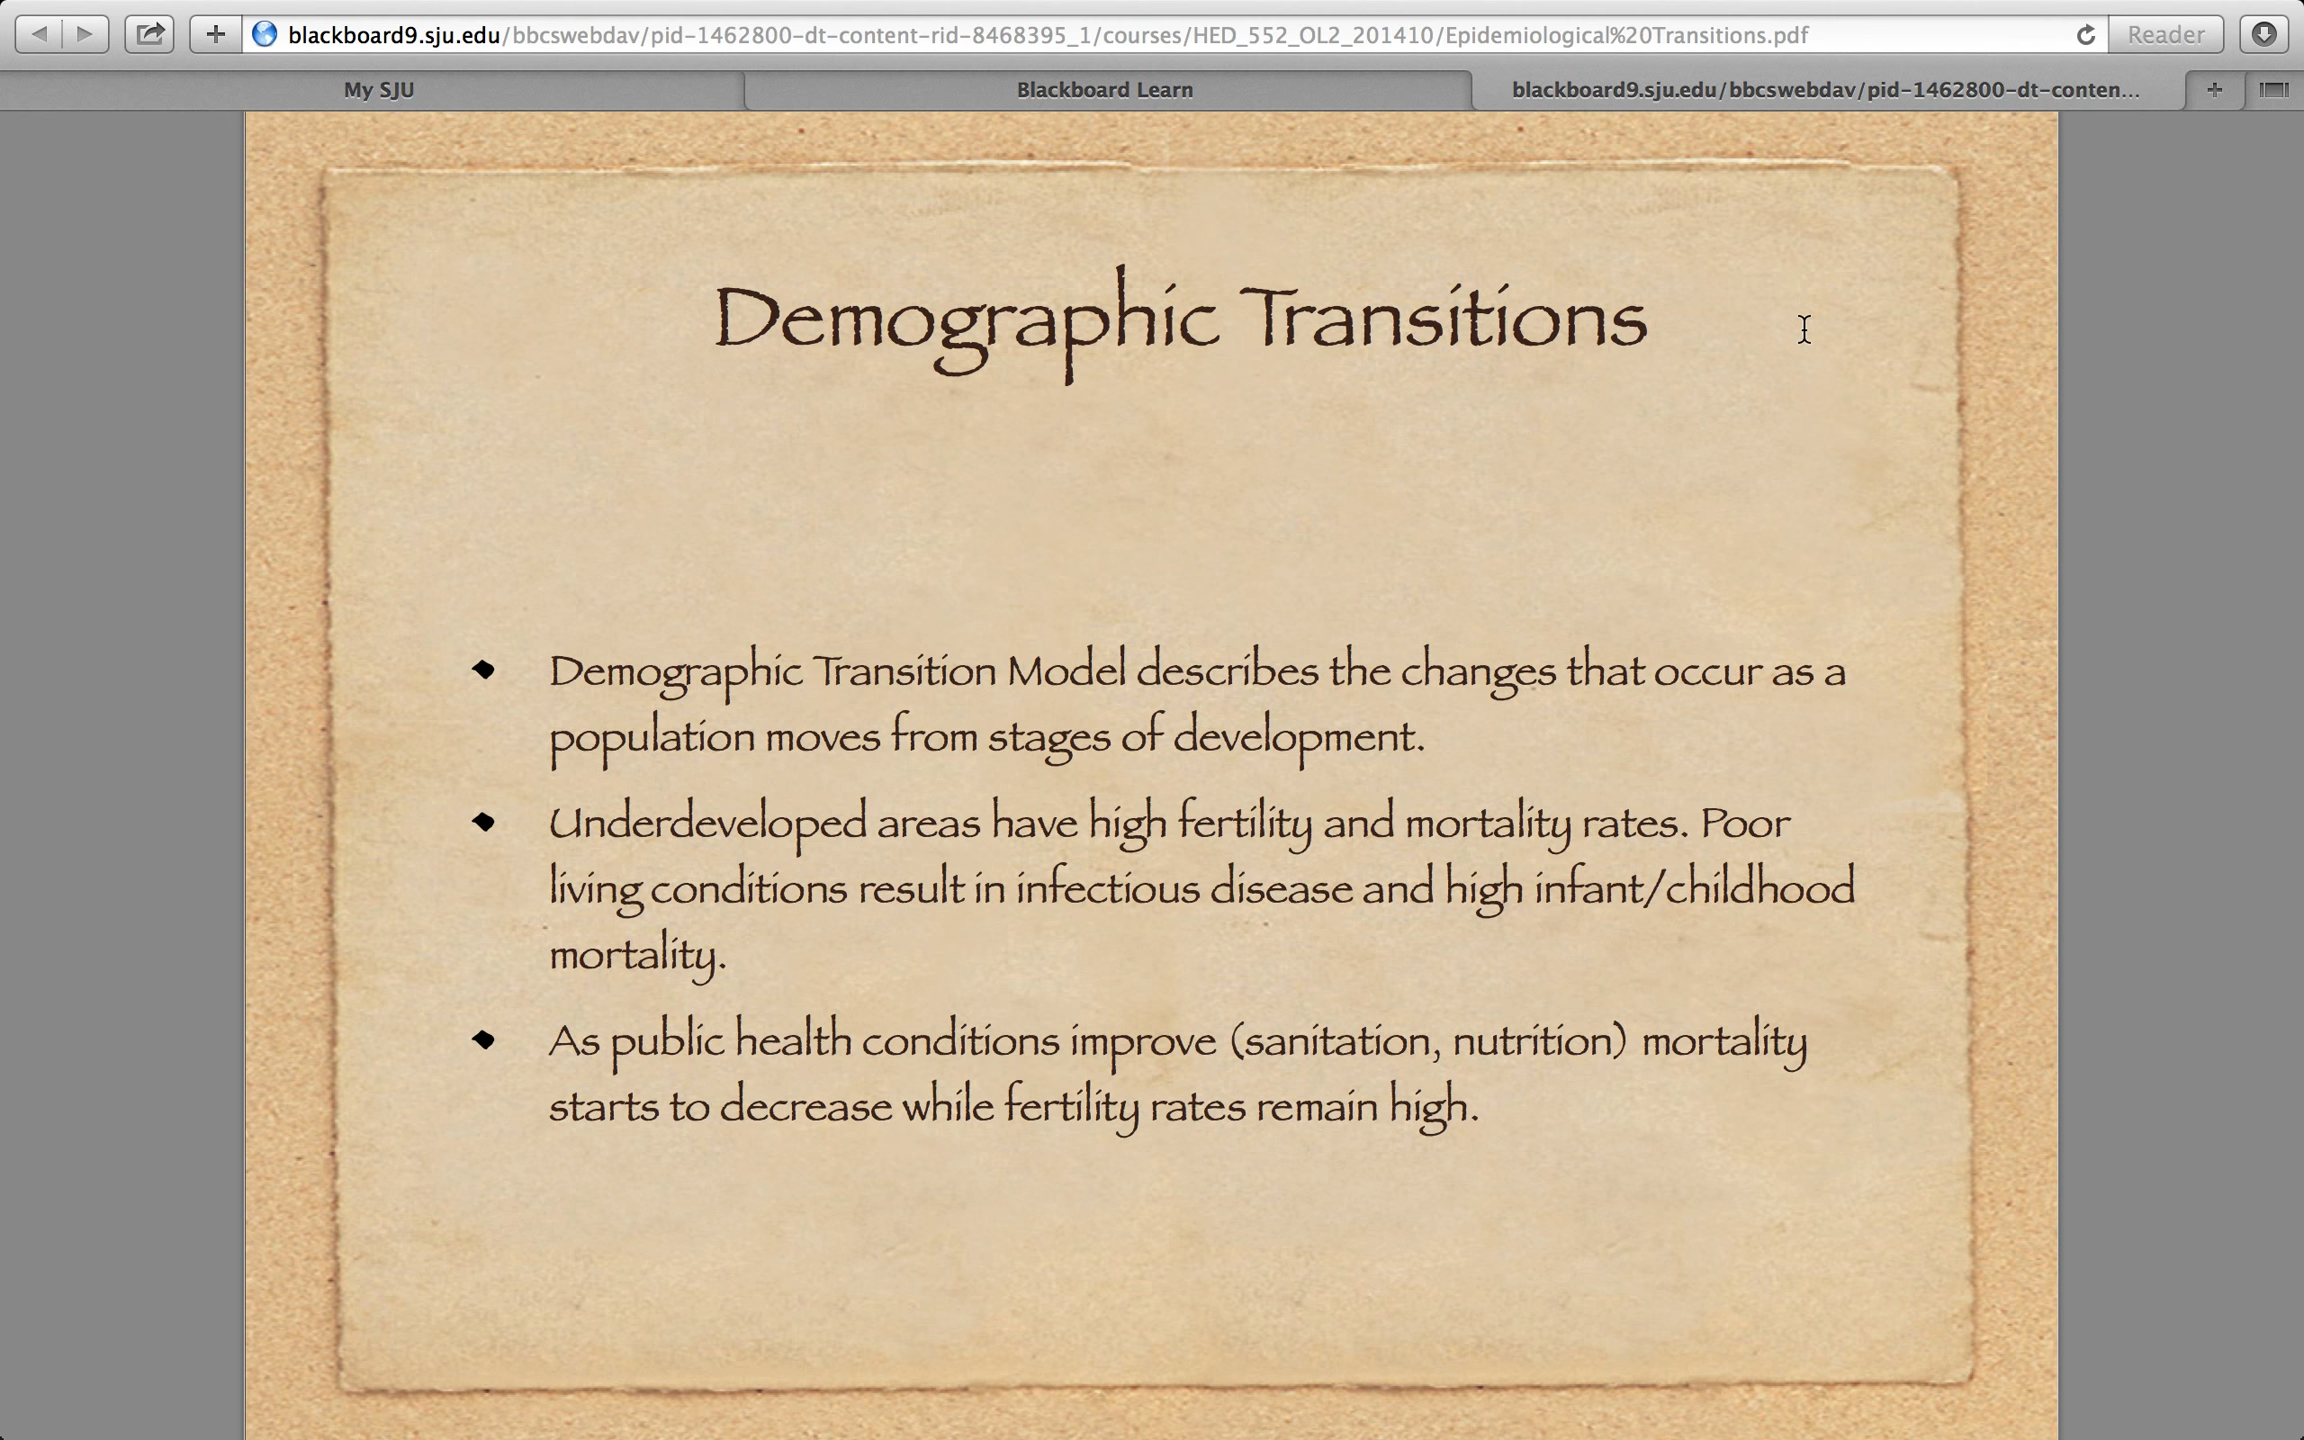 blackboard9.sju.edu/bbcswebdav/pid-1462800-dt-content-rid-8468395_1/courses/HED_552_OL2_201410/Epidemiological%20Transitions.pdf
Reader
My SJU
Blackboard Learn
blackboard9.sju.edu/bbcswebdav/pid-1462800-dt-conten...
Demographic Transitions
Demographic Transition Model describes the changes that occur as a
population moves from stages of development.
Underdeveloped areas have high fertility and mortality rates. Poor
living conditions result in infectious disease and high infant/childhood
mortality.
As public health conditions improve (sanitation, nutrition) mortality
starts to decrease while fertility rates remain high.